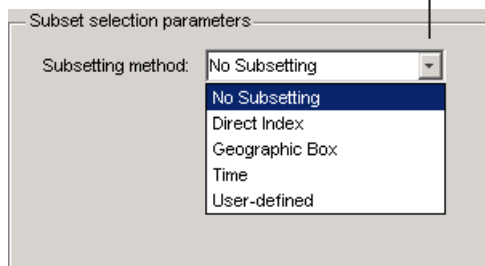 Subset selection parameters
Subsetting method: No Subsetting
No Subsetting
Direct Index
Geographic Box
Time
User-defined